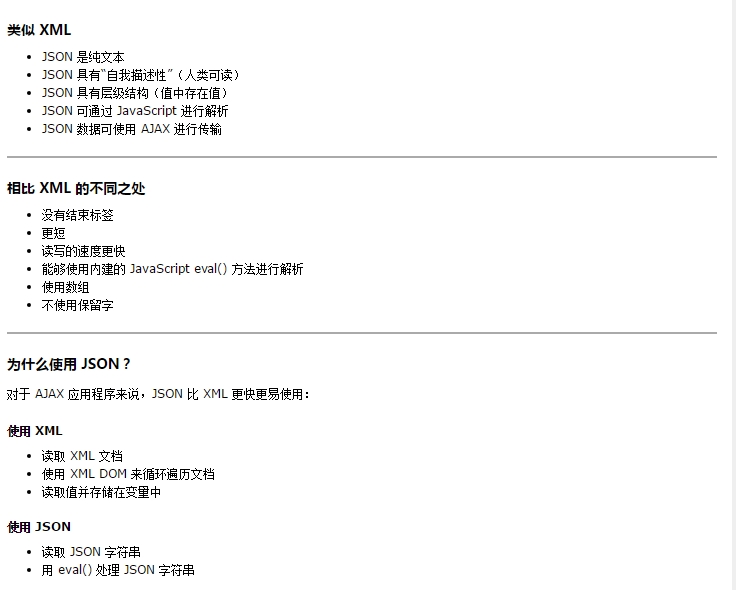 类似 XML
JSON 是纯文本
JSON 具有“自我描述性”（人类可读）
JSON 具有层级结构（值中存在值）
JSON 可通过 JavaScript 进行解析
JSON 数据可使用 AJAX 进行传输
相比 XML 的不同之处
没有结束标签
更短
读写的速度更快
能够使用内建的 JavaScript eval() 方法进行解析
使用数组
不使用保留字
为什么使用 JSON？
对于 AJAX 应用程序来说，JSON 比 XML 更快更易使用：
使用 XML
读取 XML 文档
使用 XML DOM 来循环遍历文档
读取值并存储在变量中
使用 JSON
读取 JSON 字符串
用 eval() 处理 JSON 字符串